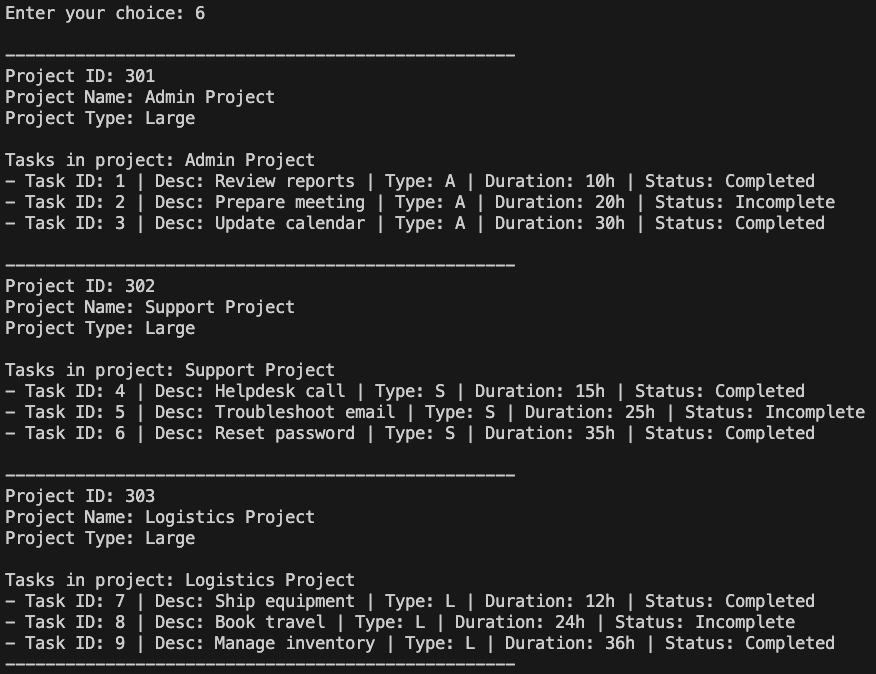 Enter your choice: 6
___________________________________________________
Project ID: 301
Project Name: Admin Project
Project Type: Large
Tasks in project: Admin Project
- Task ID: 1 | Desc: Review reports | Type: A | Duration: 10h | Status: Completed
- Task ID: 2 | Desc: Prepare meeting | Type: A | Duration: 20h | Status: Incomplete
- Task ID: 3 | Desc: Update calendar | Type: A | Duration: 30h | Status: Completed
___________________________________________________
Project ID: 302
Project Name: Support Project
Project Type: Large
Tasks in project: Support Project
- Task ID: 4 | Desc: Helpdesk call | Type: S | Duration: 15h | Status: Completed
- Task ID: 5 | Desc: Troubleshoot email | Type: S | Duration: 25h | Status: Incomplete
- Task ID: 6 | Desc: Reset password | Type: S | Duration: 35h | Status: Completed
___________________________________________________
Project ID: 303
Project Name: Logistics Project
Project Type: Large
Tasks in project: Logistics Project
- Task ID: 7 | Desc: Ship equipment | Type: L | Duration: 12h | Status: Completed
- Task ID: 8 | Desc: Book travel | Type: L | Duration: 24h | Status: Incomplete
- Task ID: 9 | Desc: Manage inventory | Type: L | Duration: 36h | Status: Completed
___________________________________________________